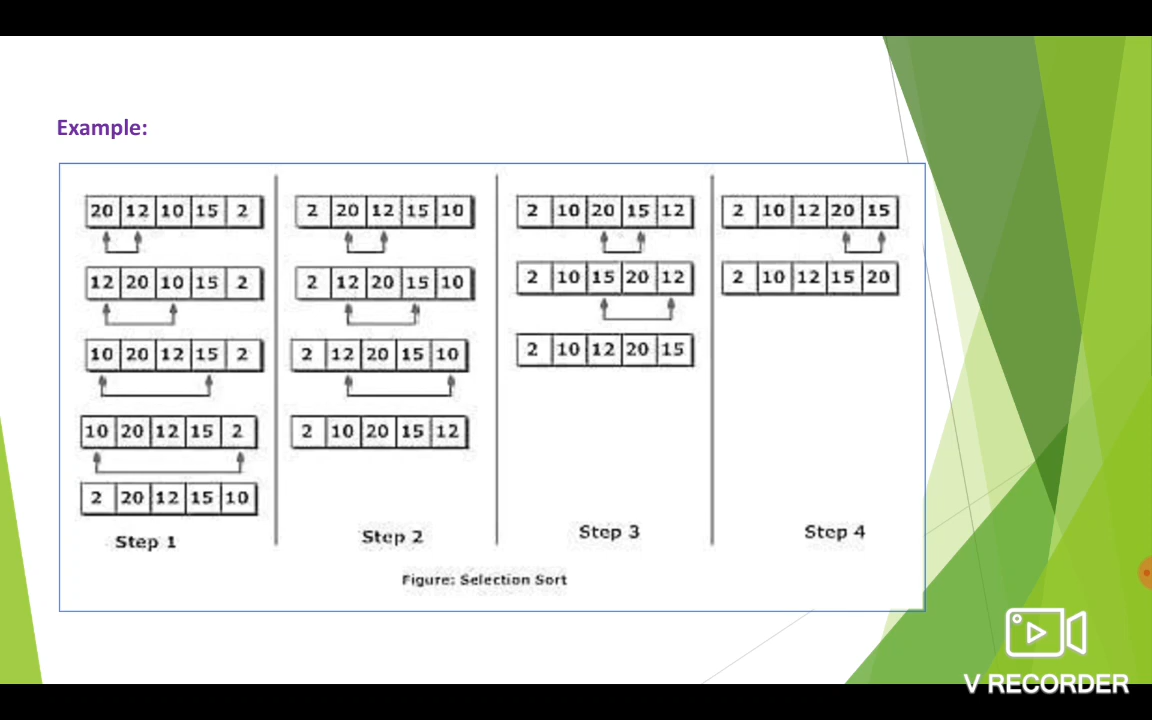 Example:
20 12 10 15 2
12 20 10 15 2
10 20 12 15 2
10 20 12 15 2
2 20 12 15 10
Step 1
2 20 12 15 10
2 12 20 15 10
2 12 20 15 10
2 10 20 15 12
Step 2
2 10 20 15 12
2 10 15 20 12
2 10 12 20 15
Step 3
2 10 12 20 15
2 10 12 15 20
Step 4
Figure: Selection Sort
V RECORDER